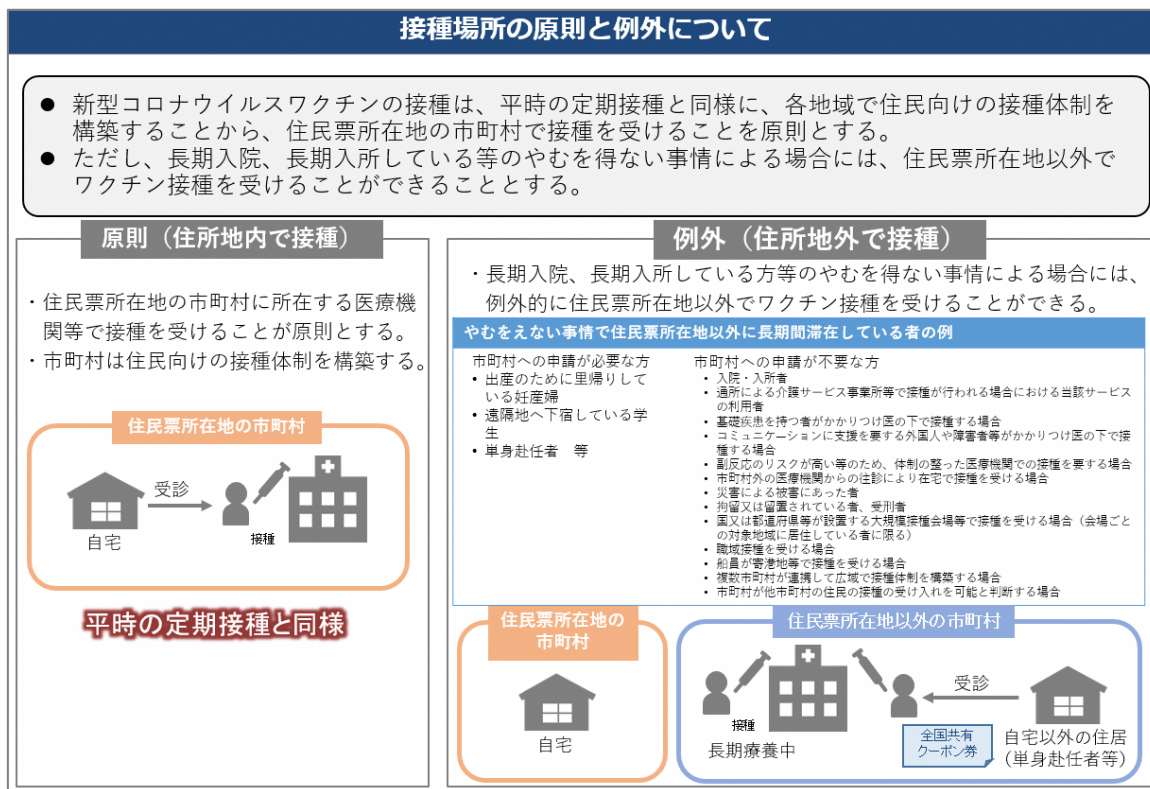 接種場所の原則と例外について
● 新型コロナウイルスワクチンの接種は、平時の定期接種と同様に、各地域で住民向けの接種体制を
構築することから、住民票所在地の市町村で接種を受けることを原則とする。
● ただし、長期入院、長期入所している等のやむを得ない事情による場合には、住民票所在地以外で
ワクチン接種を受けることができることとする。
原則（住所地内で接種）
・住民票所在地の市町村に所在する医療機
関等で接種を受けることが原則とする。
・市町村は住民向けの接種体制を構築する。
住民票所在地の市町村
受診
自宅
接種
平時の定期接種と同様
例外（住所地外で接種）
・長期入院、長期入所している方等のやむを得ない事情による場合には、
例外的に住民票所在地以外でワクチン接種を受けることができる。
やむをえない事情で住民票所在地以外に長期間滞在している者の例
市町村への申請が必要な方
• 出産のために里帰りして
いる妊産婦
• 遠隔地へ下宿している学
生
• 単身赴任者　等
市町村への申請が不要な方
• 入院・入所者
• 通所による介護サービス事業所等で接種が行われる場合における当該サービス
の利用者
• 基礎疾患を持つ者がかかりつけ医の下で接種する場合
• コミュニケーションに支援を要する外国人や障害者等がかかりつけ医の下で接
種する場合
• 副反応のリスクが高い等のため、体制の整った医療機関での接種を要する場合
• 市町村外の医療機関からの往診により在宅で接種を受ける場合
• 災害による被害にあった者
• 拘留又は留置されている者、受刑者
• 国又は都道府県等が設置する大規模接種会場等で接種を受ける場合（会場ごと
の対象地域に居住している者に限る）
• 職域接種を受ける場合
• 船員が寄港地等で接種を受ける場合
• 複数市町村が連携して広域で接種体制を構築する場合
• 市町村が他市町村の住民の接種の受け入れを可能と判断する場合
住民票所在地の
市町村
自宅
住民票所在地以外の市町村
接種
長期療養中
受診
全国共有
クーポン券
自宅以外の住居
(単身赴任者等)